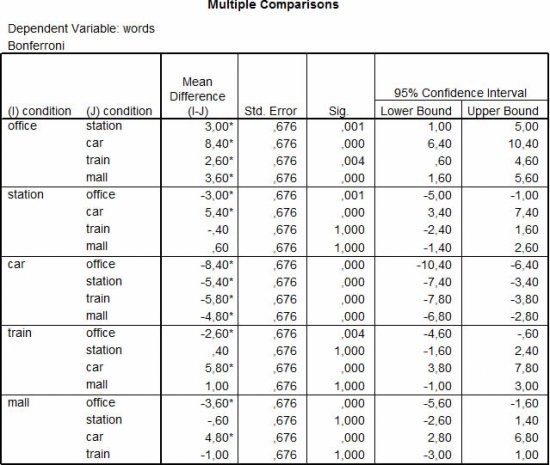 Multiple Comparisons
Dependent Variable: words
Bonferroni
Mean
Difference 95% Confidence Interval
(I) condition (J) condition (I-J) Std. Error Sig. Lower Bound Upper Bound
office station 3,00* ,676 ,001 1,00 5,00
car 8,40* ,676 ,000 6,40 10,40
train 2,60* ,676 ,004 ,60 4,60
mall 3,60* ,676 ,000 1,60 5,60
station office -3,00* ,676 ,001 -5,00 -1,00
car 5,40* ,676 ,000 3,40 7,40
train -,40 ,676 1,000 -2,40 1,60
mall ,60 ,676 1,000 -1,40 2,60
car office -8,40* ,676 ,000 -10,40 -6,40
station -5,40* ,676 ,000 -7,40 -3,40
train -5,80* ,676 ,000 -7,80 -3,80
mall -4,80* ,676 ,000 -6,80 -2,80
train office -2,60* ,676 ,004 -4,60 -,60
station ,40 ,676 1,000 -1,60 2,40
car 5,80* ,676 ,000 3,80 7,80
mall 1,00 ,676 1,000 -1,00 3,00
mall office -3,60* ,676 ,000 -5,60 -1,60
station -,60 ,676 1,000 -2,60 1,40
car 4,80* ,676 ,000 2,80 6,80
train -1,00 ,676 1,000 -3,00 1,00